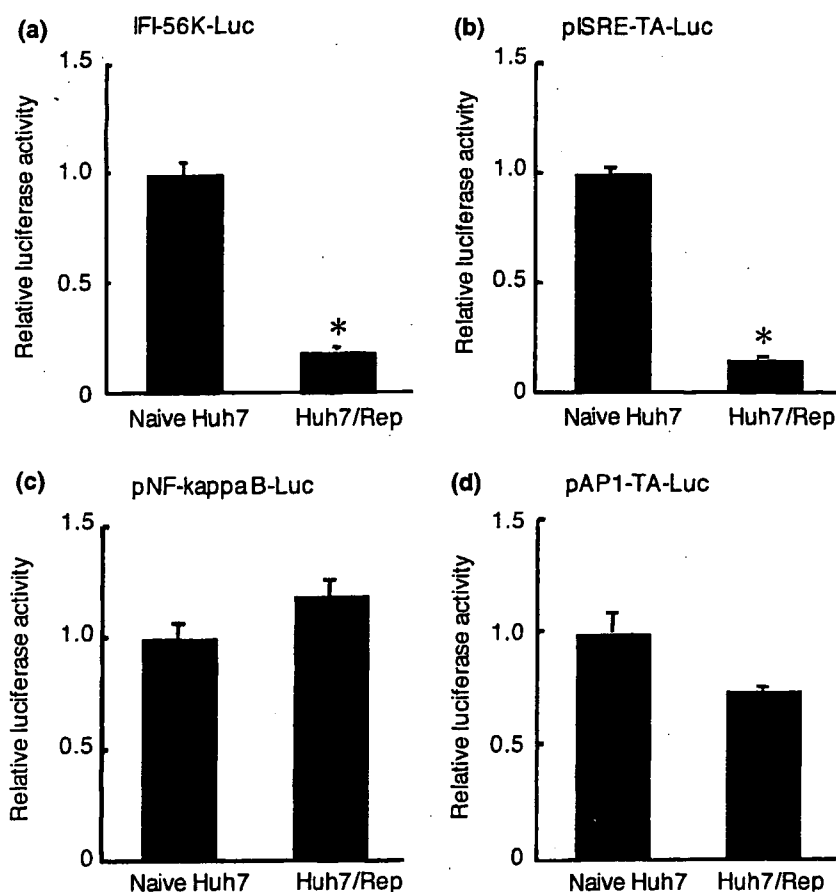 (a) IFI-56K-Luc
Relative luciferase activity
1.5
1.0
0.5
0
*
Naive Huh7 Huh7/Rep
(b) pISRE-TA-Luc
Relative luciferase activity
1.5
1.0
0.5
0
*
Naive Huh7 Huh7/Rep
(c) pNF-kappaB-Luc
Relative luciferase activity
1.5
1.0
0.5
0
Naive Huh7 Huh7/Rep
(d) pAP1-TA-Luc
Relative luciferase activity
1.5
1.0
0.5
0
Naive Huh7 Huh7/Rep